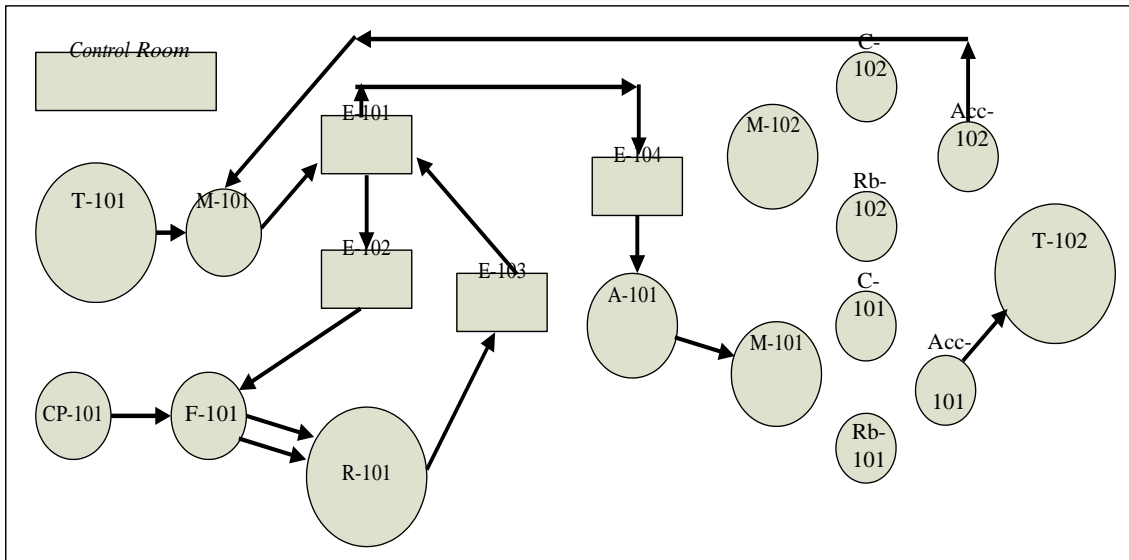 Control Room
C-
102
E-101
M-102
Acc-
102
E-104
T-101
M-101
Rb-
102
T-102
E-102
E-103
C-
101
A-101
M-101
Acc-
101
CP-101
F-101
Rb-
101
R-101